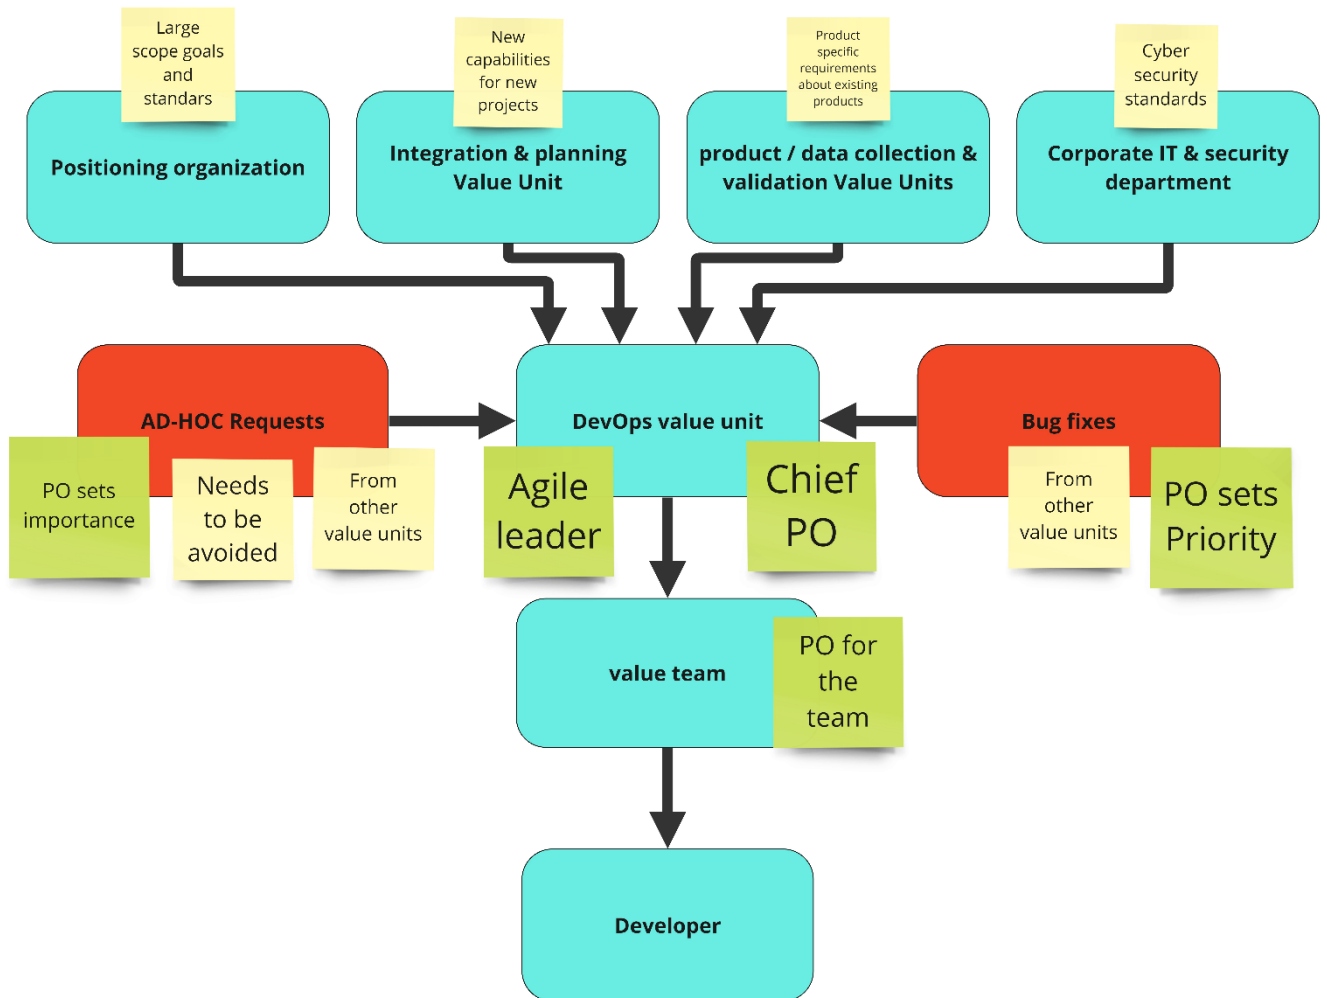 Large
scope goals
and
standars
New
capabilities
for new
projects
Product
specific
requirements
about existing
products
Cyber
security
standards
Positioning organization
Integration & planning
Value Unit
product / data collection &
validation Value Units
Corporate IT & security
department
AD-HOC Requests
PO sets
importance
Needs
to be
avoided
From
other
value units
DevOps value unit
Agile
leader
Chief
PO
Bug fixes
From
other
value units
PO sets
Priority
value team
PO for
the
team
Developer